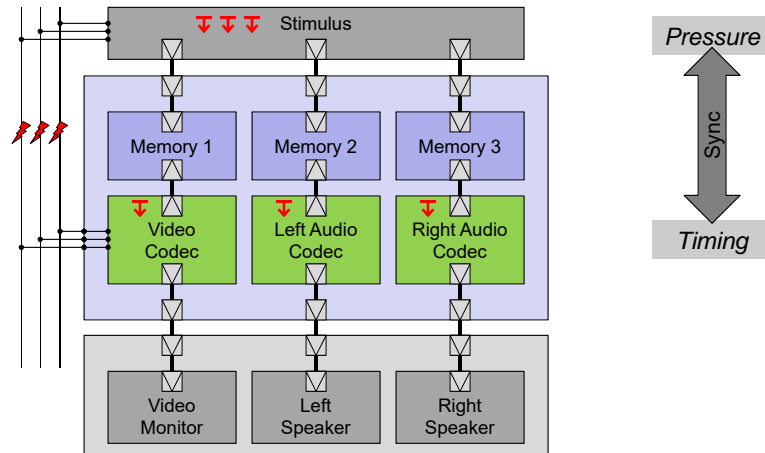 Stimulus
Pressure
Memory 1
Memory 2
Memory 3
Sync
Video
Codec
Left Audio
Codec
Right Audio
Codec
Timing
Video
Monitor
Left
Speaker
Right
Speaker